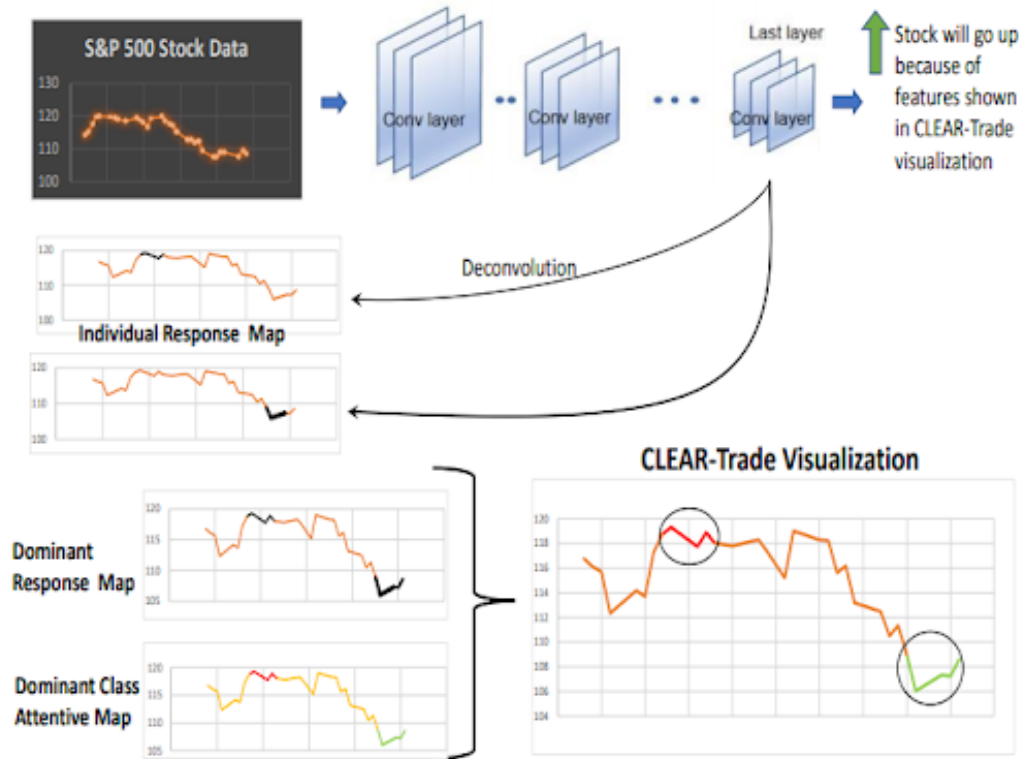 S&P 500 Stock Data
130
120
110
100
Conv layer
Conv layer
Last layer
Conv layer
Stock will go up
because of
features shown
in CLEAR-Trade
visualization
120
110
100
Individual Response Map
Deconvolution
120
110
100
CLEAR-Trade Visualization
Dominant
Response Map
120
115
110
105
Dominant Class
Attentive Map
120
115
110
105
120
118
116
114
112
110
108
106
104